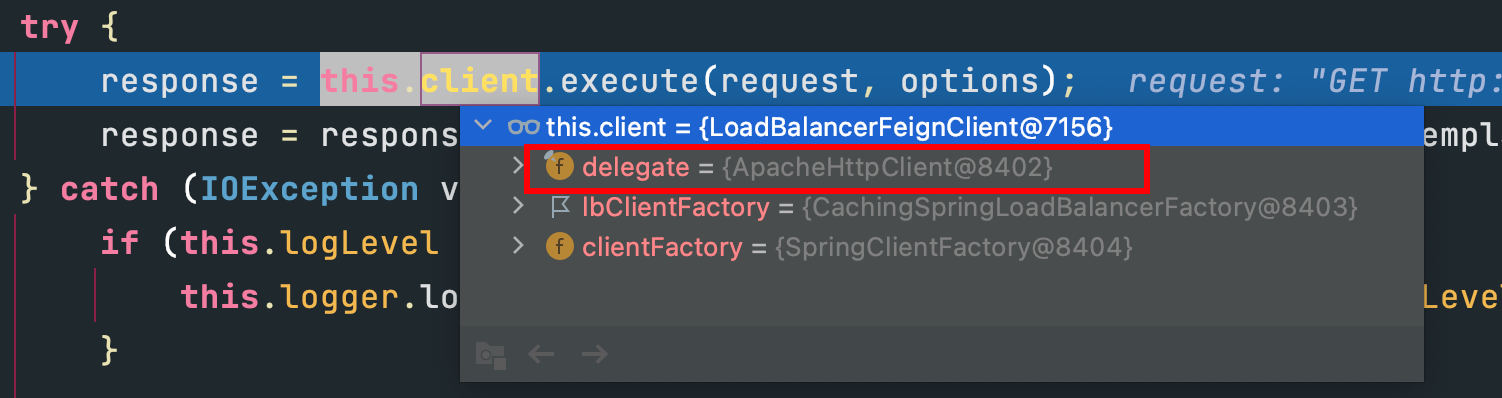 try {
response = this.client.execute(request, options); request: "GET http:
this.client = {LoadBalancerFeignClient@7156}
response = respons empl
f delegate = {ApacheHttpClient@8402}
} catch (IOException v
lbClientFactory = {CachingSpringLoadBalancerFactory@8403}
if (this.logLevel
f clientFactory = {SpringClientFactory@8404}
this.logger.lo Leve
}